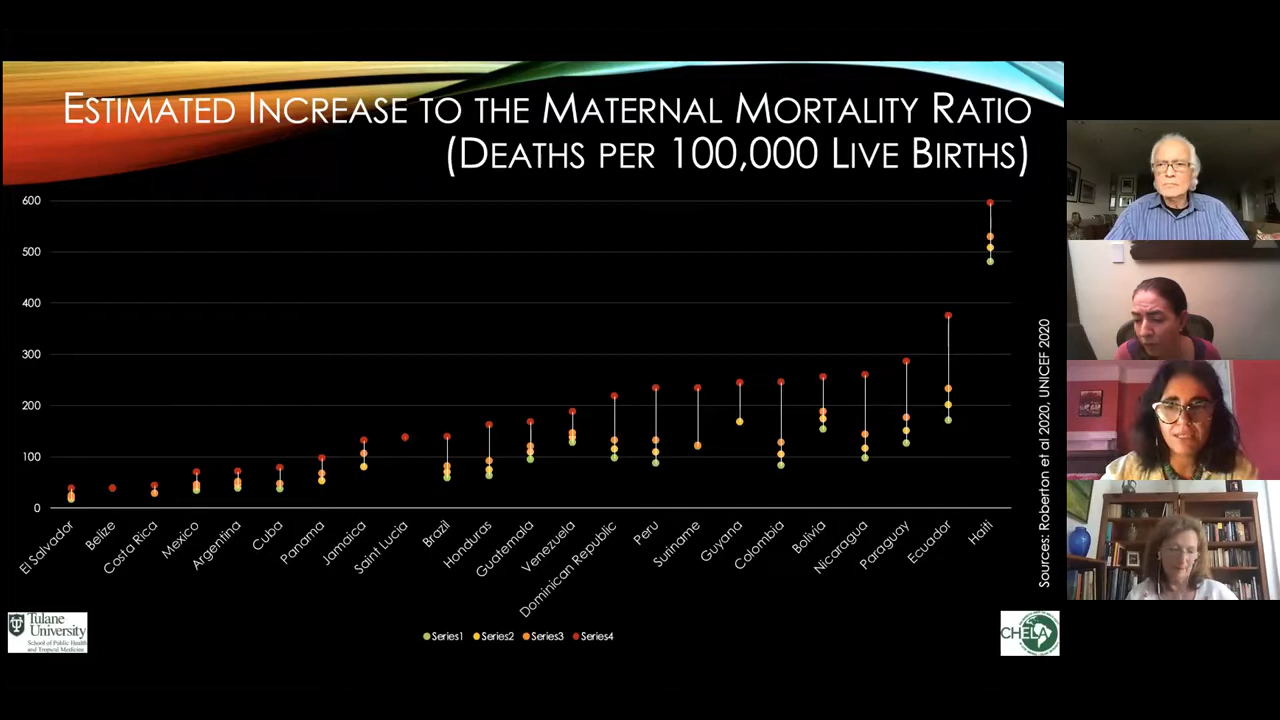 ESTIMATED INCREASE TO THE MATERNAL MORTALITY RATIO
(DEATHS PER 100,000 LIVE BIRTHS)
600
500
400
300
200
100
0
El Salvador
Belize
Costa Rica
Mexico
Argentina
Cuba
Panama
Jamaica
Saint Lucia
Brazil
Honduras
Guatemala
Venezuela
Dominican Republic
Peru
Suriname
Guyana
Colombia
Bolivia
Nicaragua
Paraguay
Ecuador
Haiti
Sources: Roberton et al 2020, UNICEF 2020
Series1 Series2 Series3 Series4
Tulane
University
School of Public Health
and Tropical Medicine
CHELA